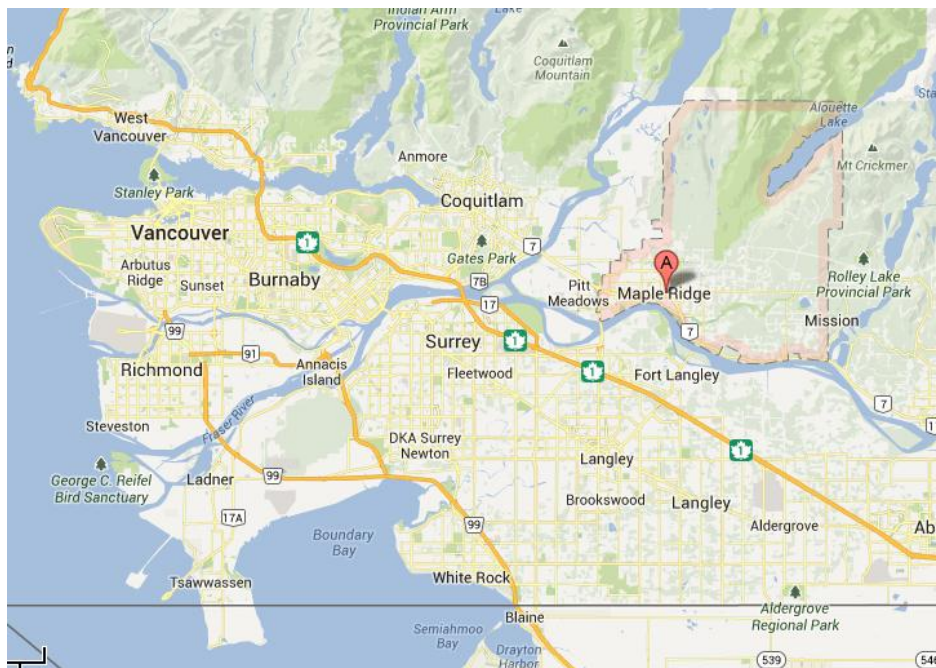 Indian Arm
Provincial Park
Lake
Coquitlam
Mountain
West
Vancouver
Alouette
Lake
Mt Crickmer
Anmore
Stanley Park
Coquitlam
Vancouver
1
Gates Park
7
Arbutus
Ridge
Sunset
Burnaby
7B
Pitt
Meadows
A
Maple Ridge
Rolley Lake
Provincial Park
17
99
7
Mission
91
Surrey
1
Richmond
Annacis
Island
Fleetwood
1
Fort Langley
7
Steveston
Fraser River
DKA Surrey
Newton
1
George C. Reifel
Bird Sanctuary
Ladner
99
Langley
Brookswood
Langley
17A
99
Aldergrove
Ab
Boundary
Bay
Tsawwassen
White Rock
Blaine
Aldergrove
Regional Park
Semiahmoo
Bay
Drayton
Harbor
539
546